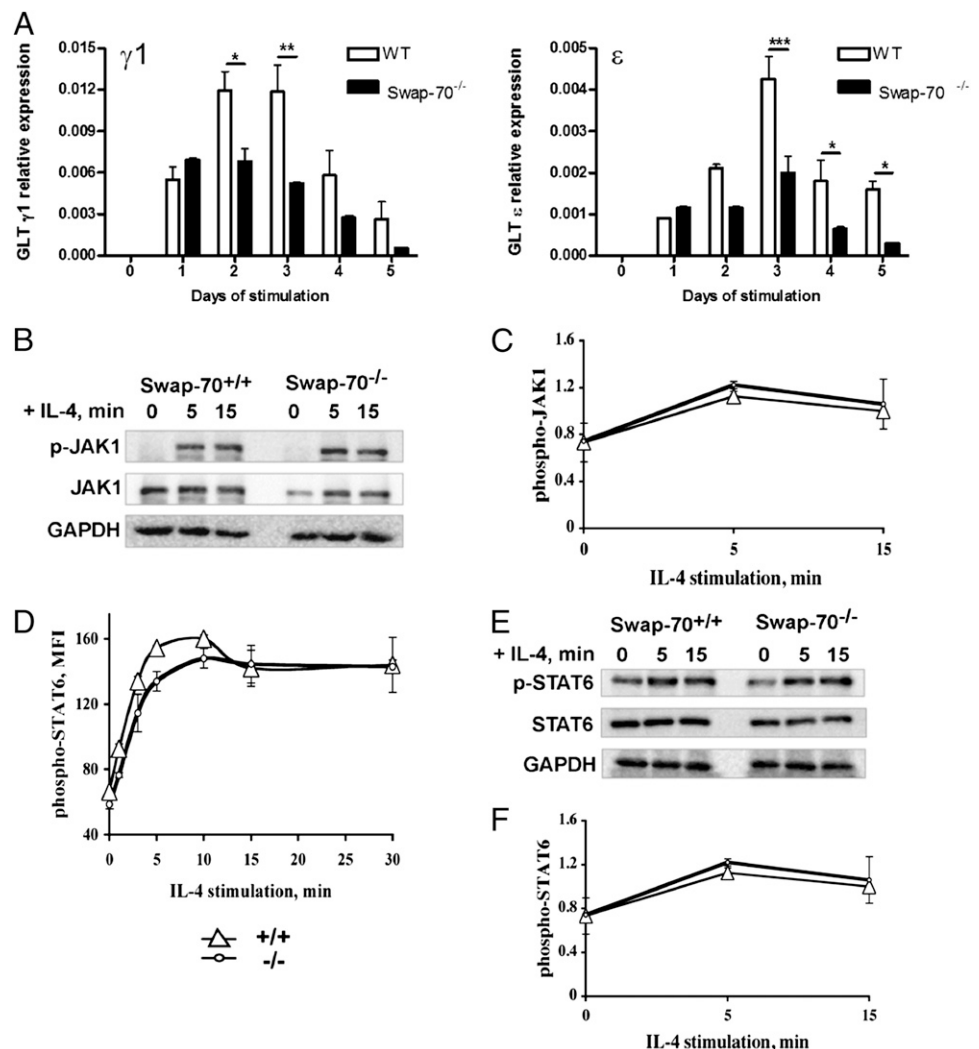 A
γ1
WT
Swap-70-/-
* **
GLT γ1 relative expression
0.015
0.012
0.009
0.006
0.003
0.000
0 1 2 3 4 5
Days of stimulation
ε
WT
Swap-70 -/-
*** * *
GLT ε relative expression
0.005
0.004
0.003
0.002
0.001
0.000
0 1 2 3 4 5
Days of stimulation
B
Swap-70+/+ Swap-70-/-
+ IL-4, min 0 5 15 0 5 15
p-JAK1
JAK1
GAPDH
C
phospho-JAK1
1.6
1.2
0.8
0.4
0
0 5 15
IL-4 stimulation, min
D
phospho-STAT6, MFI
160
120
80
40
0 5 10 15 20 25 30
IL-4 stimulation, min
+/+
-/-
E
Swap-70+/+ Swap-70-/-
+ IL-4, min 0 5 15 0 5 15
p-STAT6
STAT6
GAPDH
F
phospho-STAT6
1.6
1.2
0.8
0.4
0
0 5 15
IL-4 stimulation, min